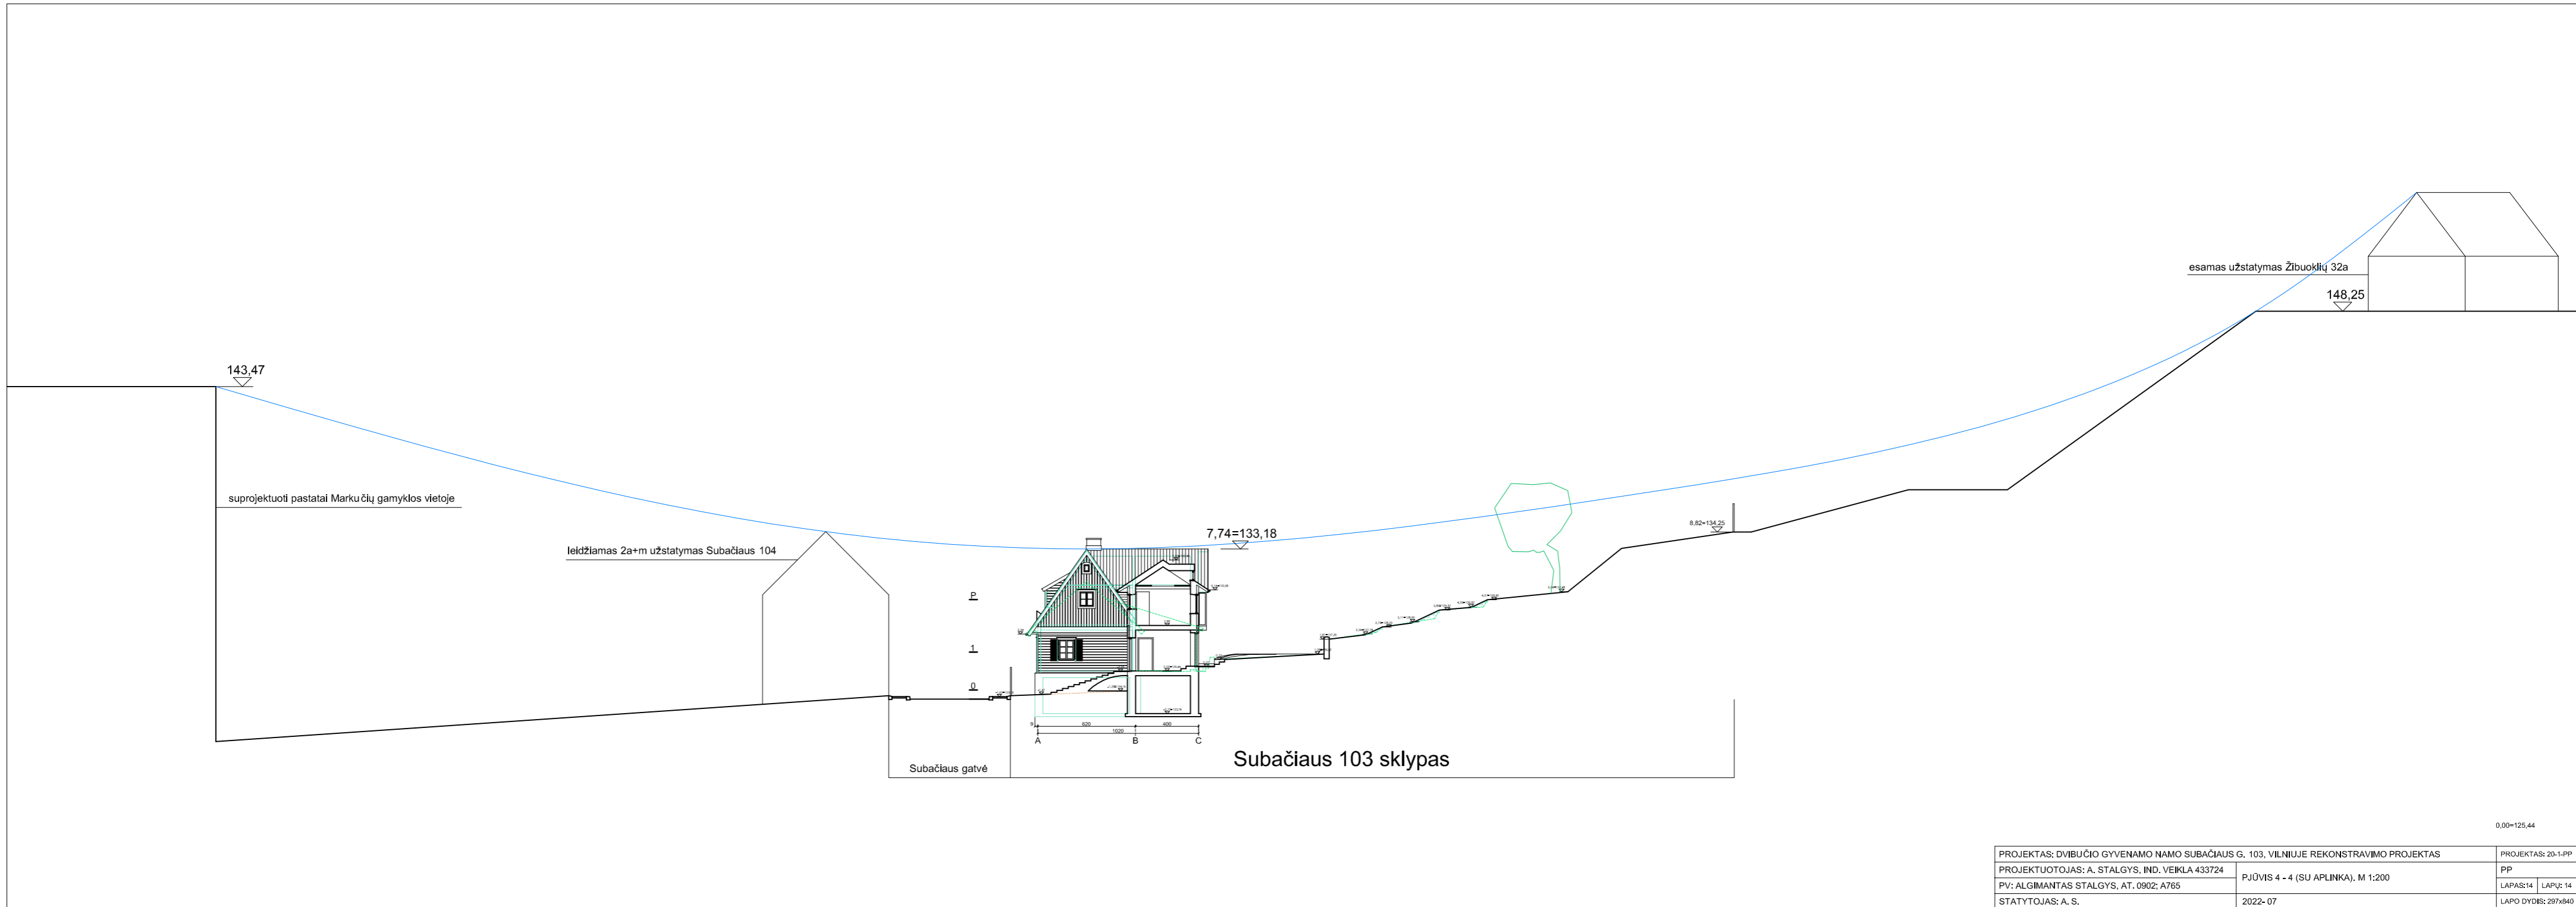 esamas užstatymas Žibuoklių 32a
148,25
143,47
suprojektuoti pastatai Markučių gamyklos vietoje
7,74=133,18
8,82=134,25
leidžiamas 2a+m užstatymas Subačiaus 104
P
1
0
9
620
400
1020
A
B
C
Subačiaus gatvė
Subačiaus 103 sklypas
0,00=125,44
PROJEKTAS: DVIBUČIO GYVENAMO NAMO SUBAČIAUS G. 103, VILNIUJE REKONSTRAVIMO PROJEKTAS
PROJEKTAS: 20-1-PP
PROJEKTUOTOJAS: A. STALGYS, IND. VEIKLA 433724
PJŪVIS 4 - 4 (SU APLINKA). M 1:200
PP
PV: ALGIMANTAS STALGYS, AT. 0902; A765
LAPAS:14
LAPŲ: 14
STATYTOJAS: A. S.
2022- 07
LAPO DYDIS: 297x840